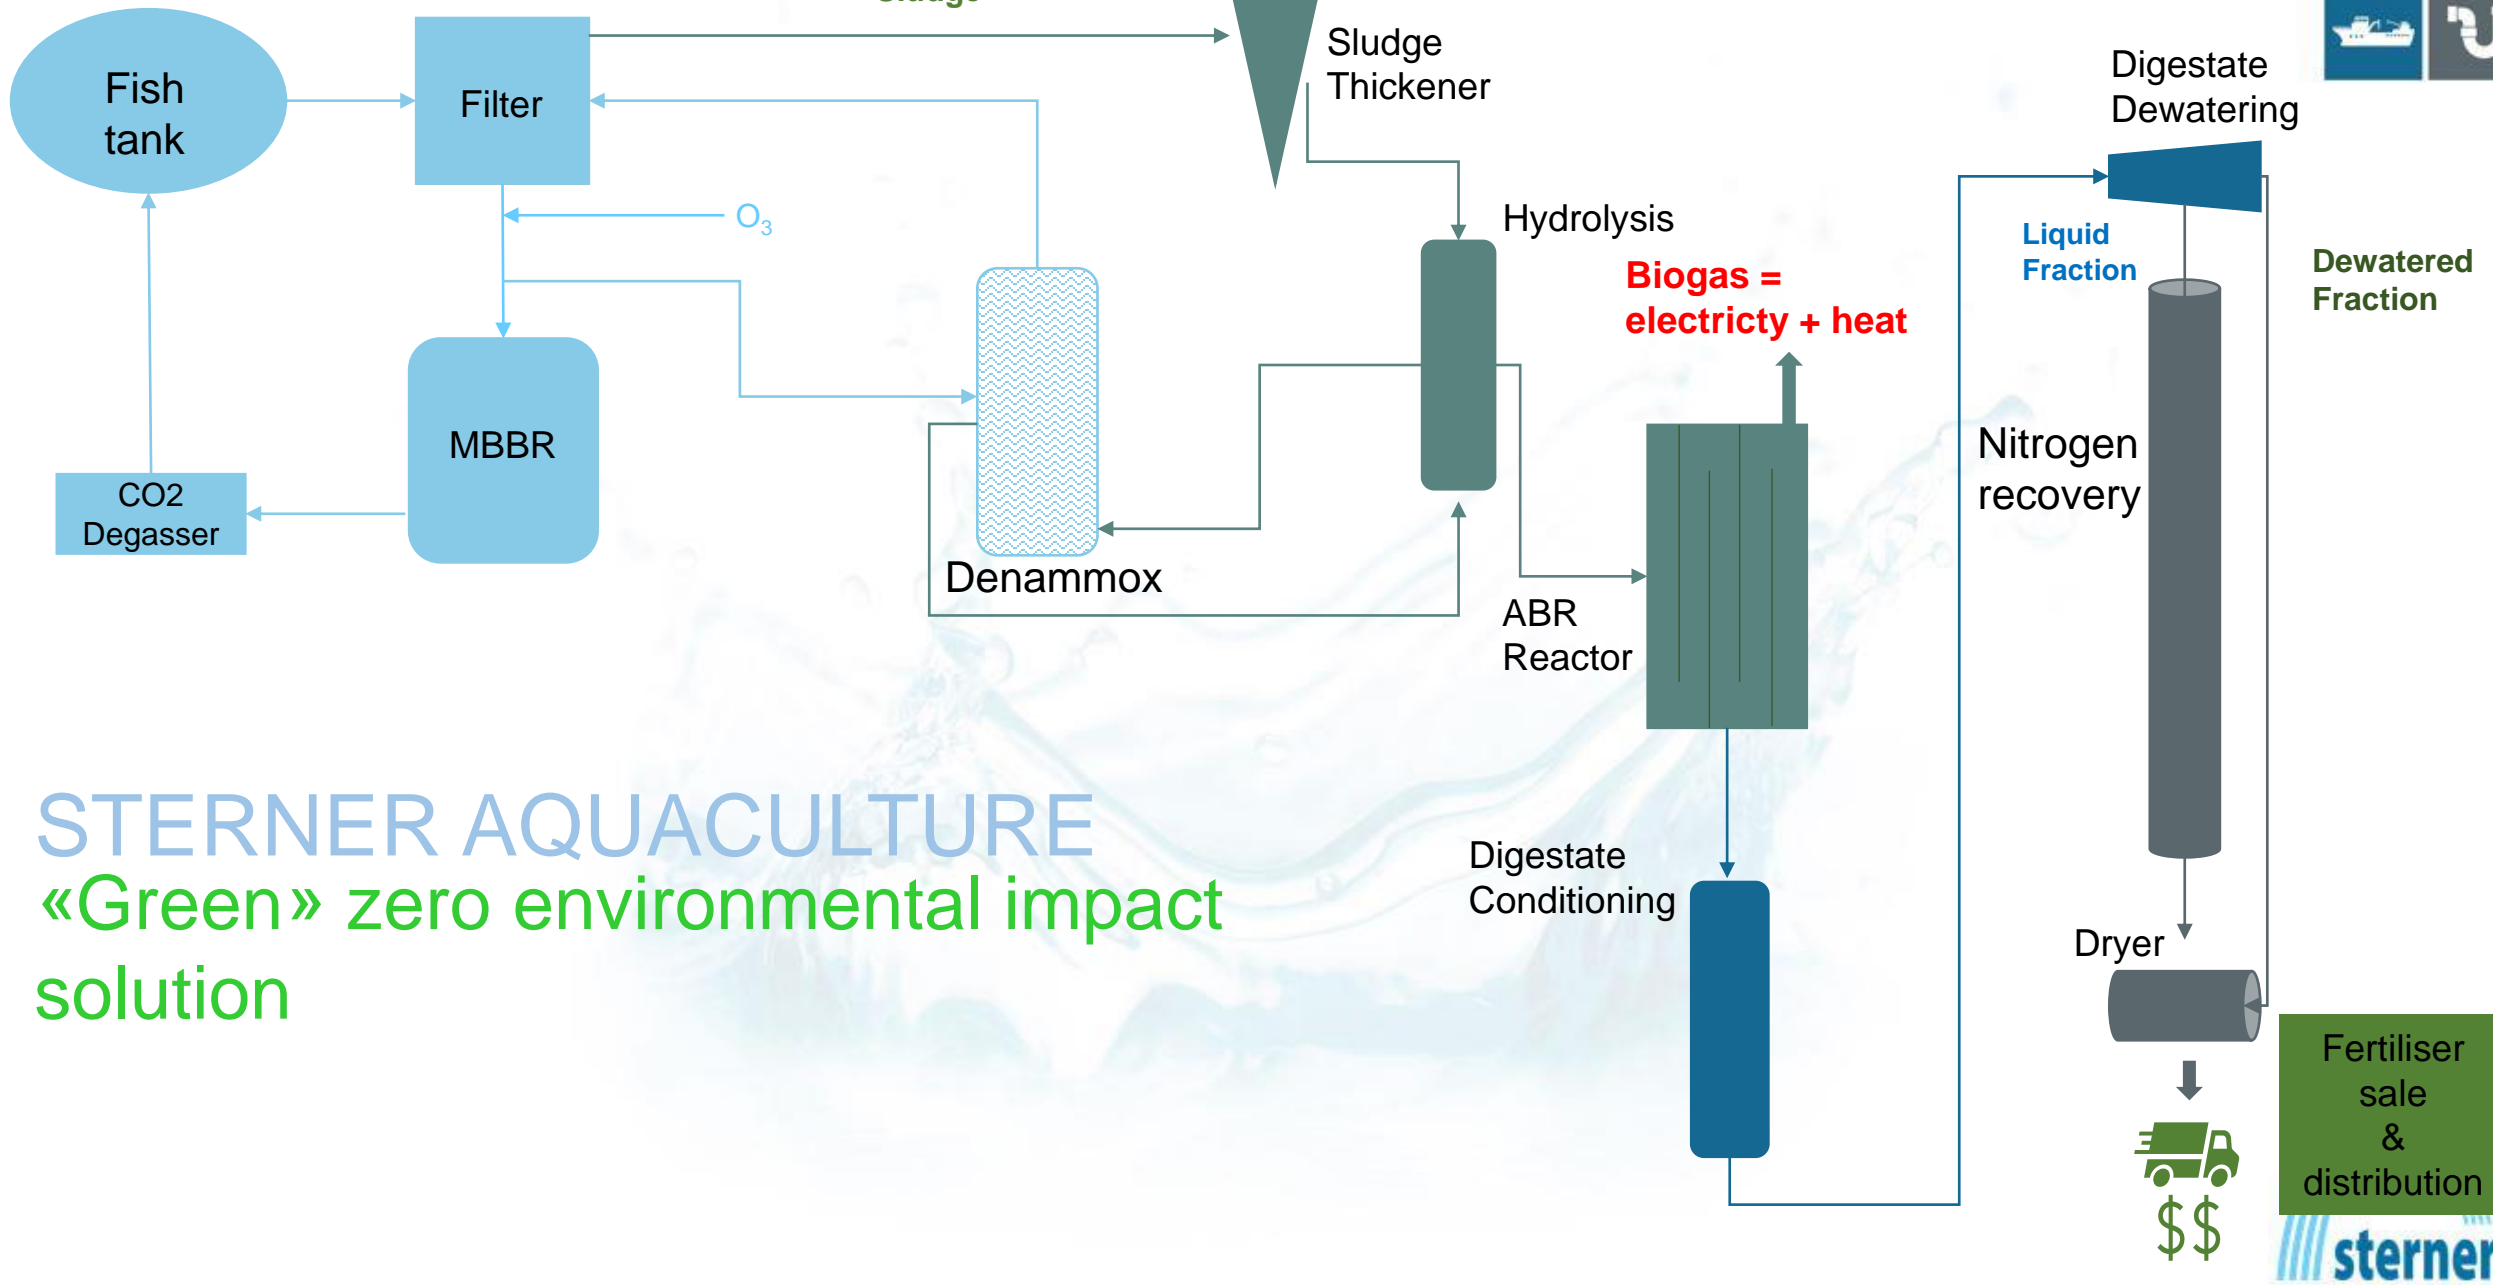 Sludge
Fish
tank
Filter
Sludge
Thickener
Digestate
Dewatering
O3
Hydrolysis
Biogas =
electricty + heat
Liquid
Fraction
Dewatered
Fraction
MBBR
CO2
Degasser
Denammox
ABR
Reactor
Nitrogen
recovery
STERNER AQUACULTURE
«Green» zero environmental impact
solution
Digestate
Conditioning
Dryer
Fertiliser
sale
&
distribution
$$
sterner